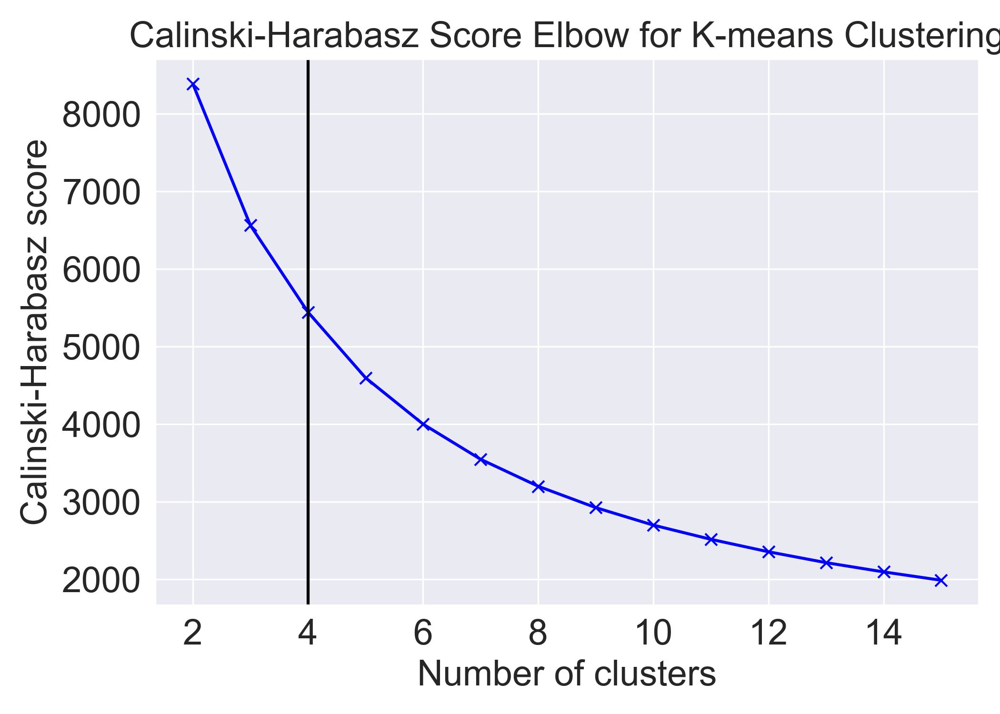 Calinski-Harabasz Score Elbow for K-means Clustering
Calinski-Harabasz score
8000
7000
6000
5000
4000
3000
2000
2 4 6 8 10 12 14
Number of clusters